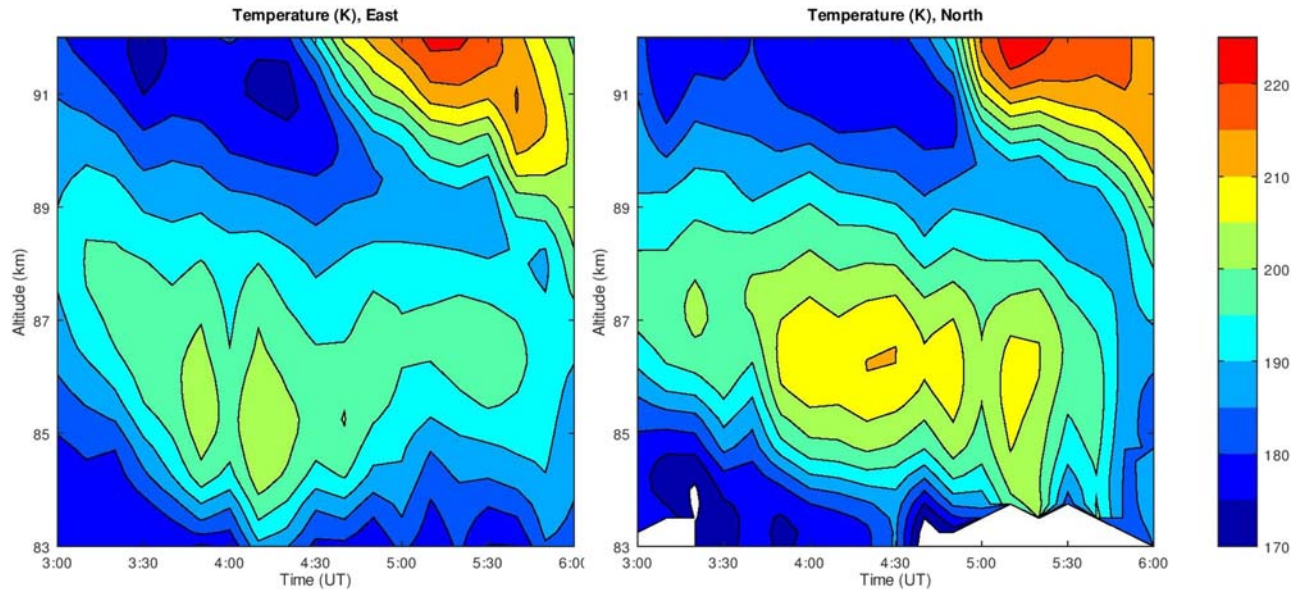 Temperature (K), East
Temperature (K), North
91
89
87
85
83
Altitude (km)
3:00 3:30 4:00 4:30 5:00 5:30 6:00
Time (UT)
91
89
87
85
83
Altitude (km)
3:00 3:30 4:00 4:30 5:00 5:30 6:00
Time (UT)
220
210
200
190
180
170